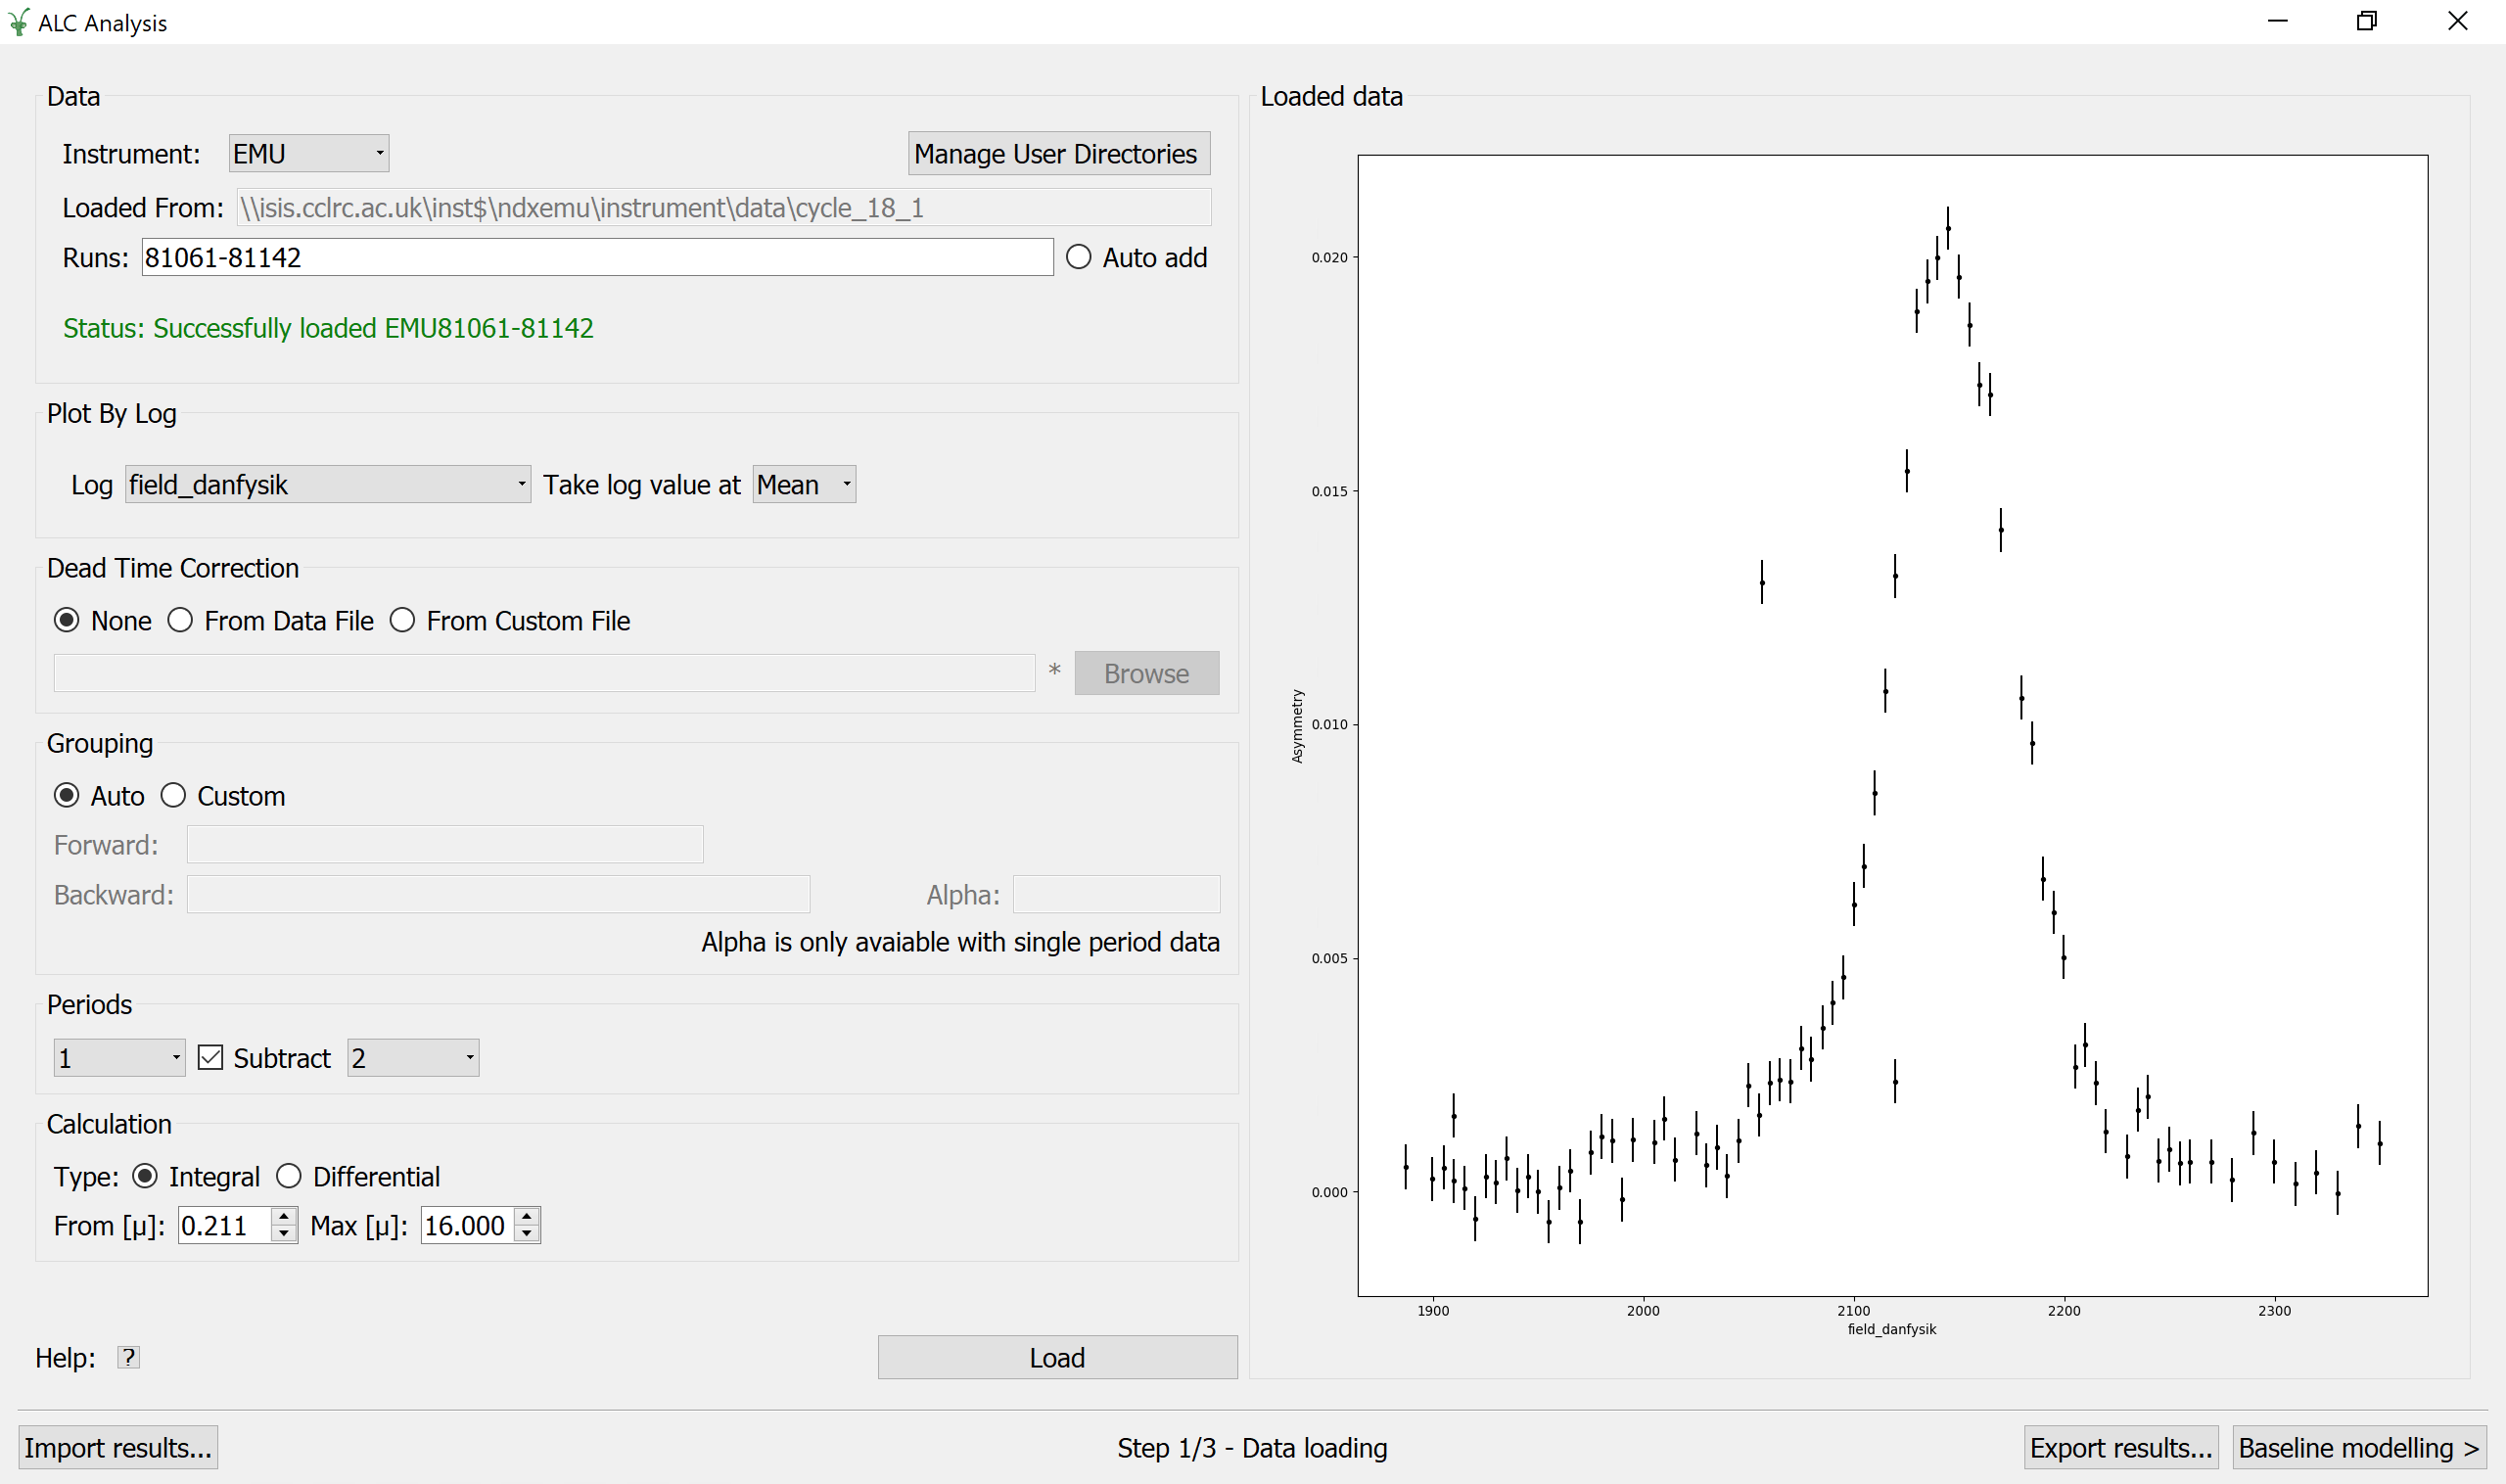 ALC Analysis
Data
Instrument: EMU Manage User Directories
Loaded From: \\isis.cclrc.ac.uk\inst$\ndxemu\instrument\data\cycle_18_1
Runs: 81061-81142 Auto add
Status: Successfully loaded EMU81061-81142
Plot By Log
Log field_danfysik Take log value at Mean
Dead Time Correction
None From Data File From Custom File
* Browse
Grouping
Auto Custom
Forward:
Backward: Alpha:
Alpha is only avaiable with single period data
Periods
1 Subtract 2
Calculation
Type: Integral Differential
From [µ]: 0.211 Max [µ]: 16.000
Help: ? Load
Loaded data
0.020
0.015
0.010
0.005
0.000
Asymmetry
1900 2000 2100 2200 2300
field_danfysik
Import results... Step 1/3 - Data loading Export results... Baseline modelling >